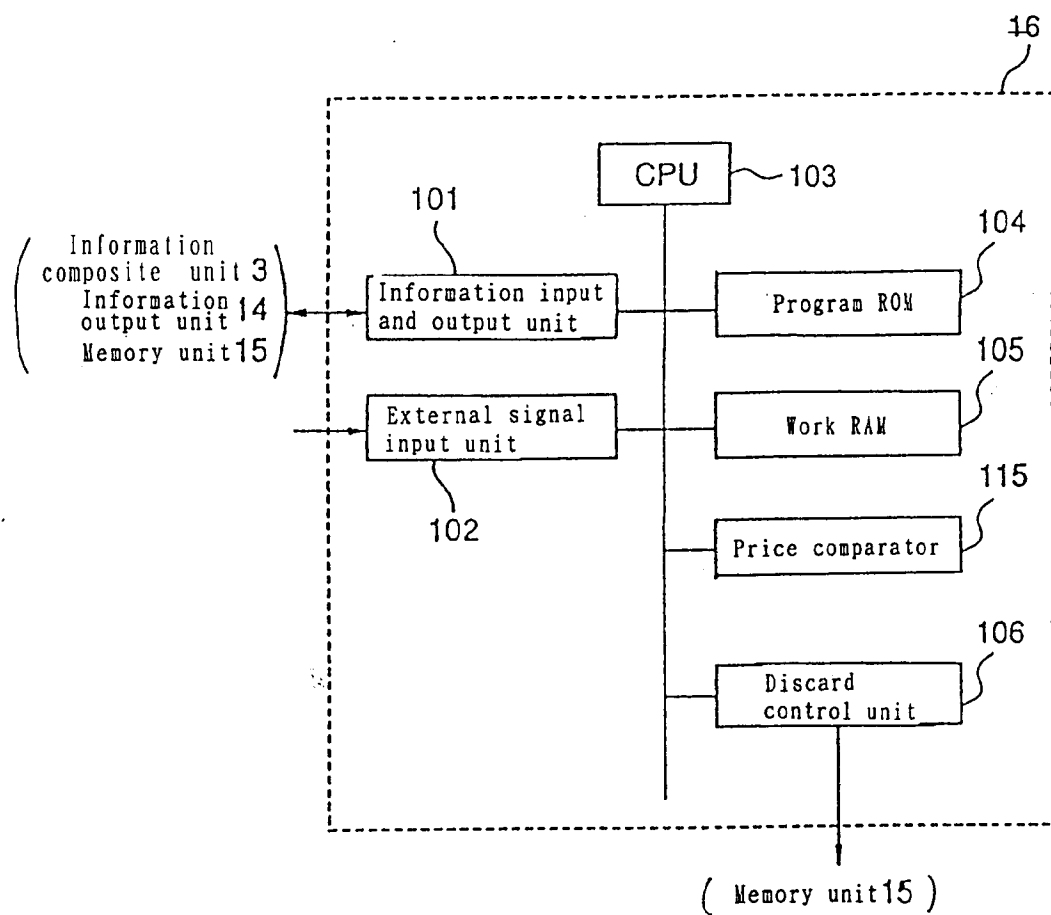 16
CPU
103
101
104
Information
composite unit 3
Information
output unit 14
Memory unit 15
Information input
and output unit
Program ROM
105
External signal
input unit
Work RAM
102
115
Price comparator
106
Discard
control unit
( Memory unit 15 )